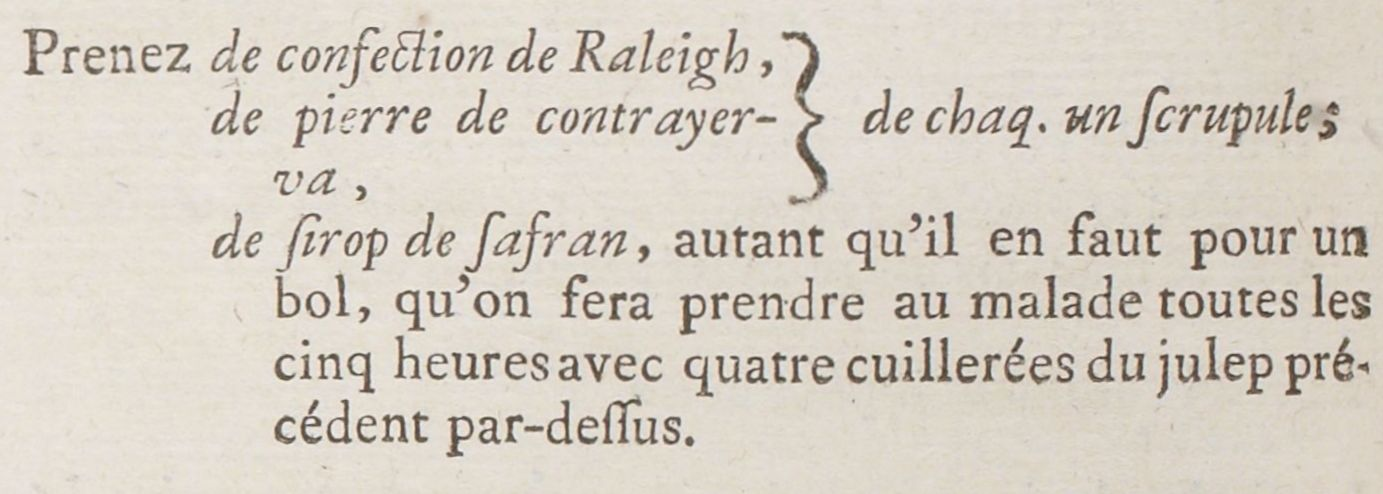 Prenez de confection de Raleigh,
de pierre de contrayer- } de chaq. un ſcrupule;
va,
de ſirop de ſafran, autant qu'il en faut pour un
bol, qu'on fera prendre au malade toutes les
cinq heures avec quatre cuillerées du julep pré-
cédent par-deſſus.